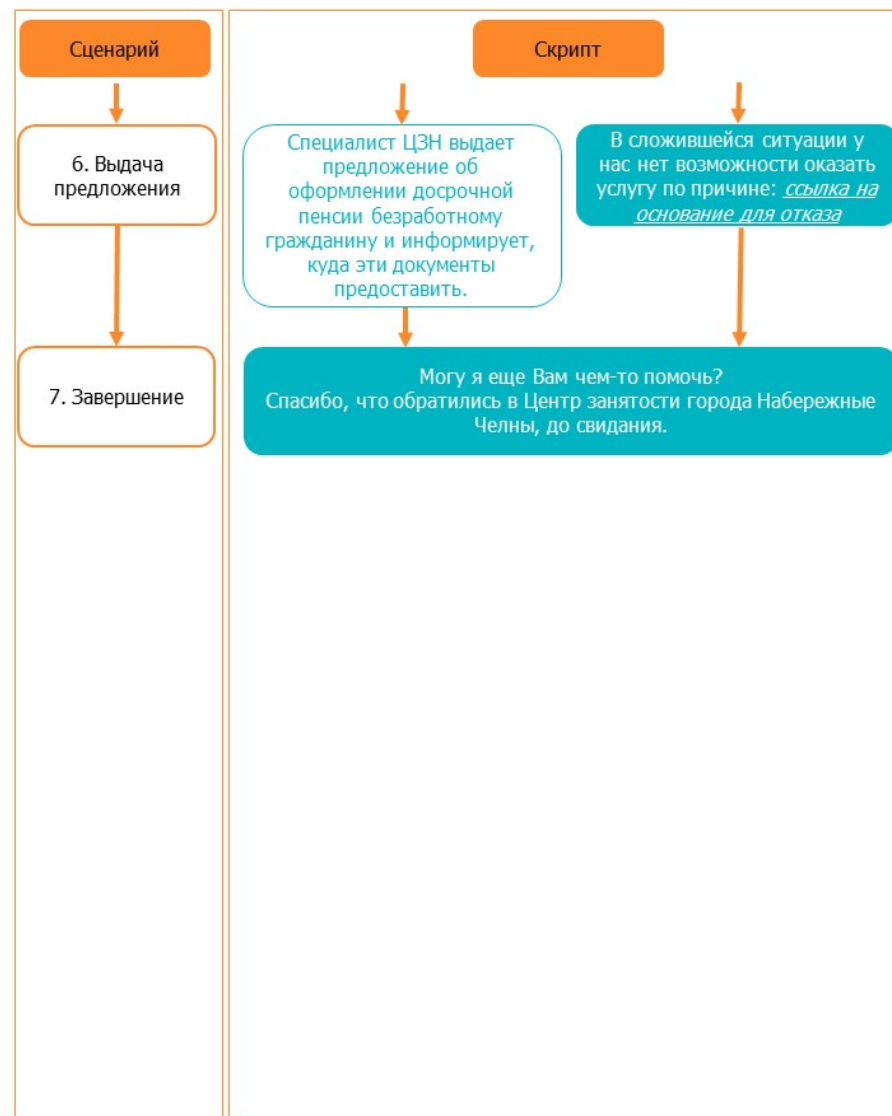 Сценарий
Скрипт
6. Выдача
предложения
Специалист ЦЗН выдает
предложение об
оформлении досрочной
пенсии безработному
гражданину и информирует,
куда эти документы
предоставить.
В сложившейся ситуации у
нас нет возможности оказать
услугу по причине: ссылка на
основание для отказа
7. Завершение
Могу я еще Вам чем-то помочь?
Спасибо, что обратились в Центр занятости города Набережные
Челны, до свидания.